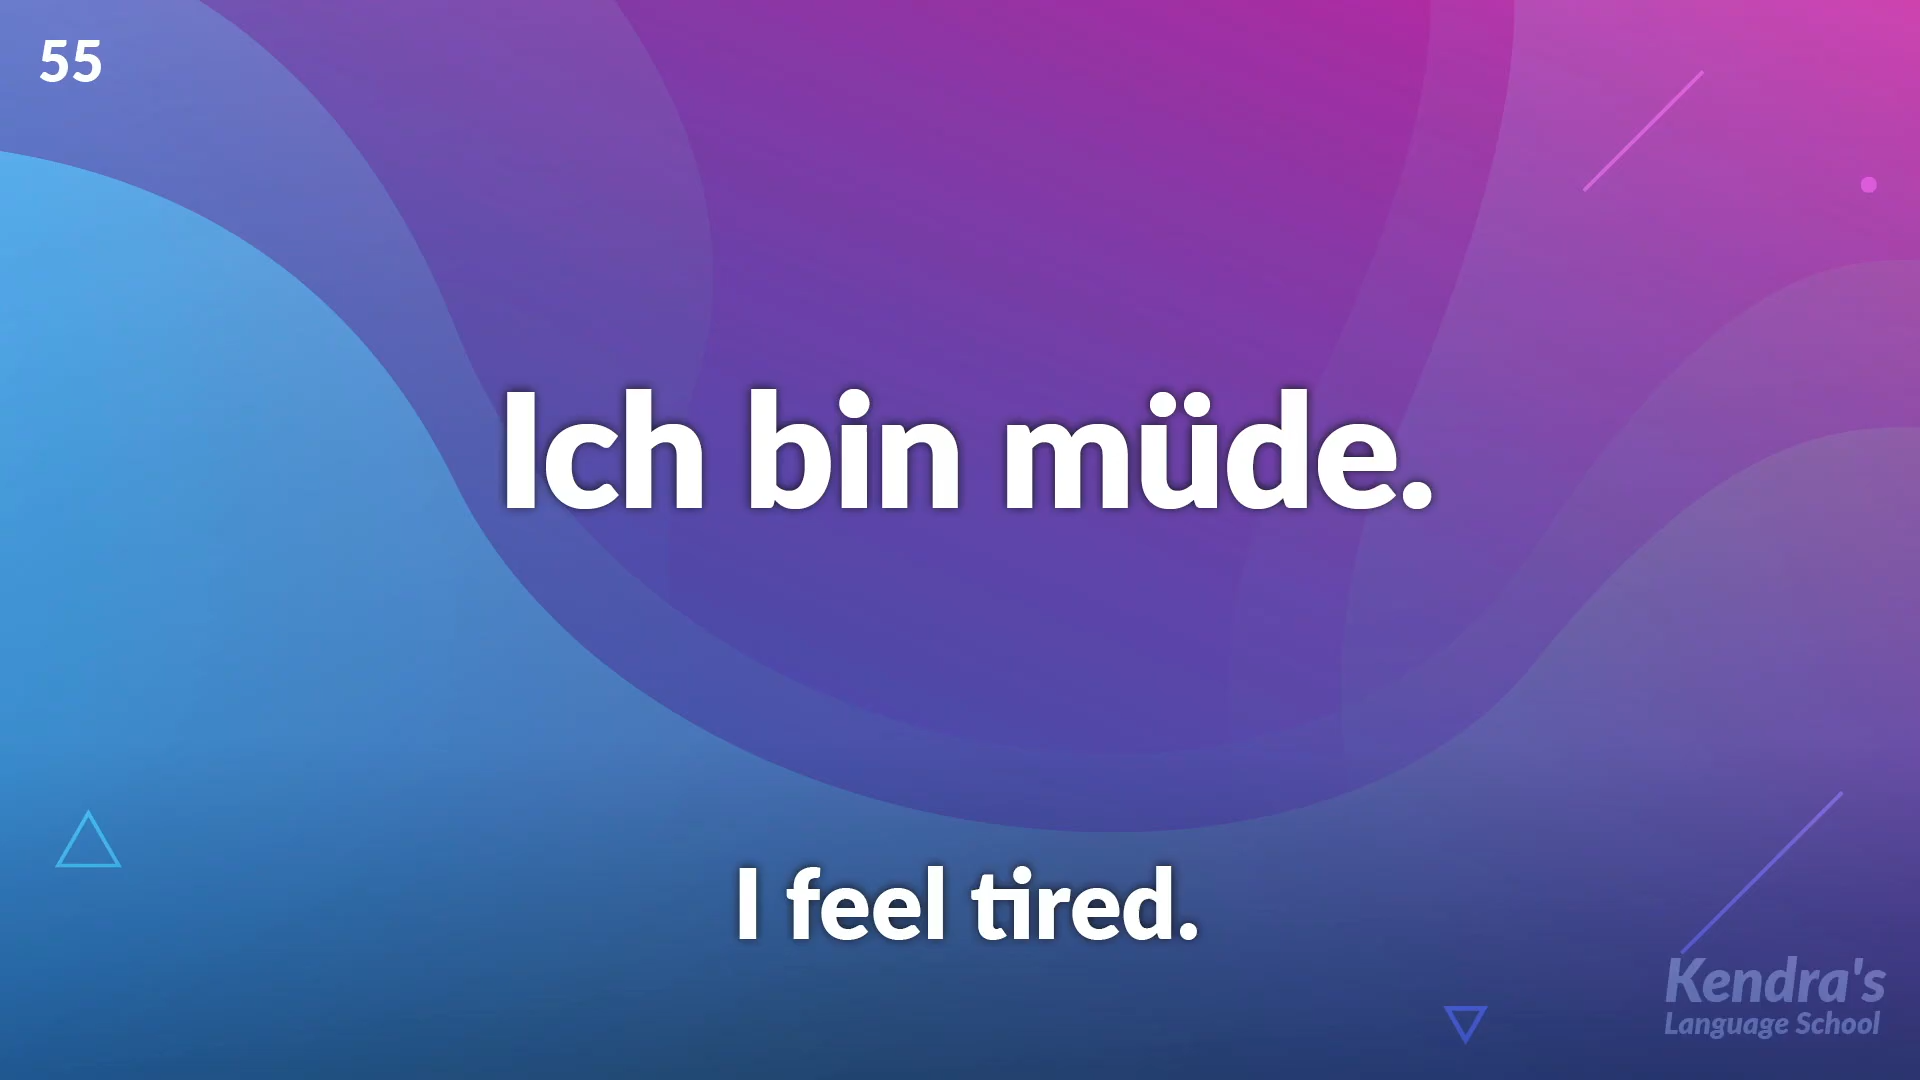 55
Ich bin müde.
I feel tired.
Kendra's
Language School